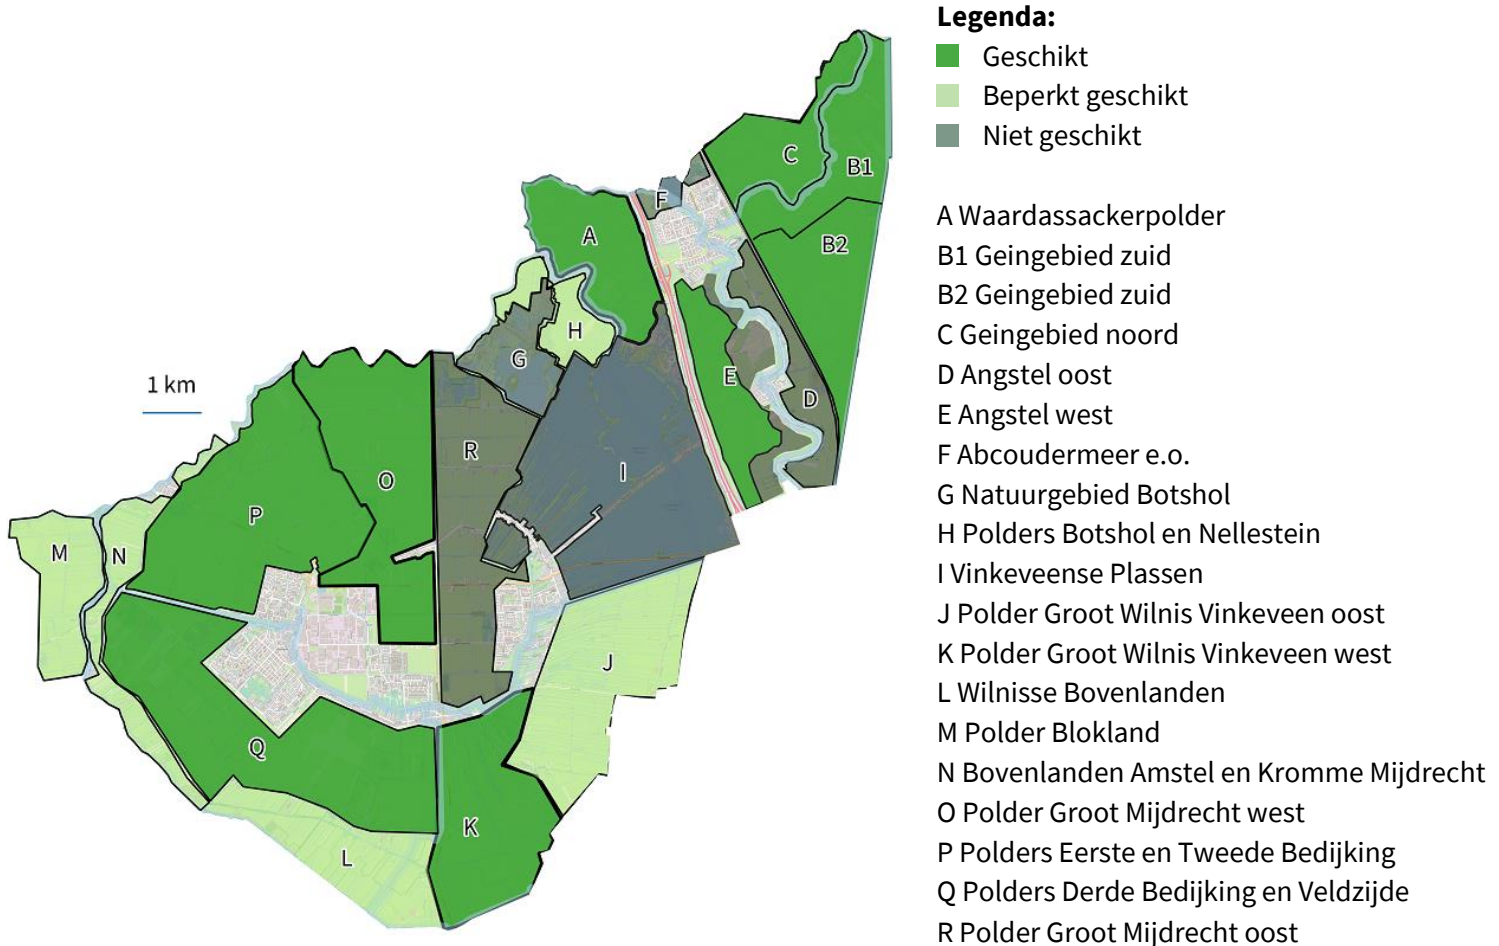 Legenda:
Geschikt
Beperkt geschikt
Niet geschikt
A Waardassackerpolder
B1 Geingebied zuid
B2 Geingebied zuid
C Geingebied noord
D Angstel oost
E Angstel west
F Abcoudermeer e.o.
G Natuurgebied Botshol
H Polders Botshol en Nellestein
I Vinkeveense Plassen
J Polder Groot Wilnis Vinkeveen oost
K Polder Groot Wilnis Vinkeveen west
L Wilnisse Bovenlanden
M Polder Blokland
N Bovenlanden Amstel en Kromme Mijdrecht
O Polder Groot Mijdrecht west
P Polders Eerste en Tweede Bedijking
Q Polders Derde Bedijking en Veldzijde
R Polder Groot Mijdrecht oost
C
B1
F
A
B2
H
G
E
1 km
D
R
I
O
P
M
N
J
Q
K
L